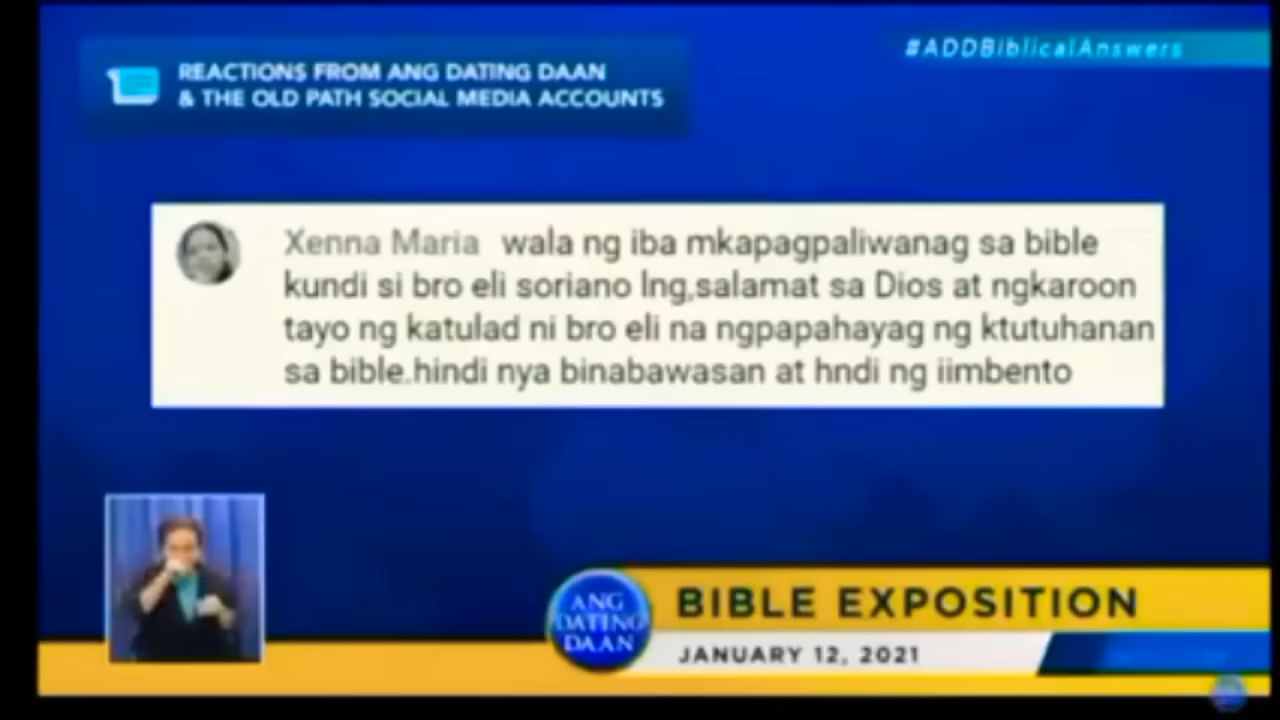 #ADDBiblicalAnswers
REACTIONS FROM ANG DATING DAAN
& THE OLD PATH SOCIAL MEDIA ACCOUNTS
Xenna Maria wala ng iba mkapagpaliwanag sa bible
kundi si bro eli soriano lng,salamat sa Dios at ngkaroon
tayo ng katulad ni bro eli na ngpapahayag ng ktutuhanan
sa bible.hindi nya binabawasan at hndi ng iimbento
ANG
DATING
DAAN
BIBLE EXPOSITION
JANUARY 12, 2021